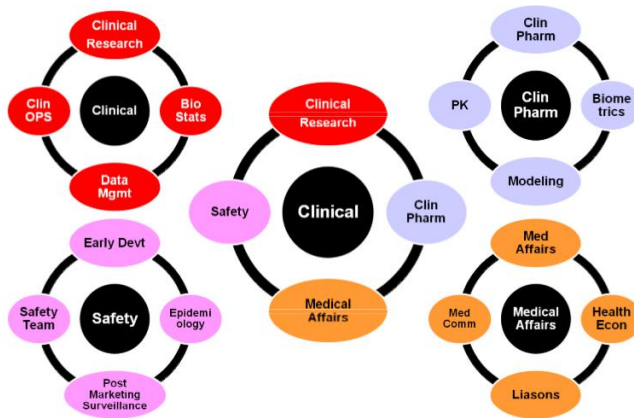 Clinical
Research
Clin
OPS
Clinical
Bio
Stats
Data
Mgmt
Clin
Pharm
PK
Clin
Pharm
Biome
trics
Modeling
Clinical
Research
Safety
Clinical
Clin
Pharm
Medical
Affairs
Early Devt
Safety
Team
Safety
Epidemi
ology
Post
Marketing
Surveillance
Med
Affairs
Med
Comm
Medical
Affairs
Health
Econ
Liasons